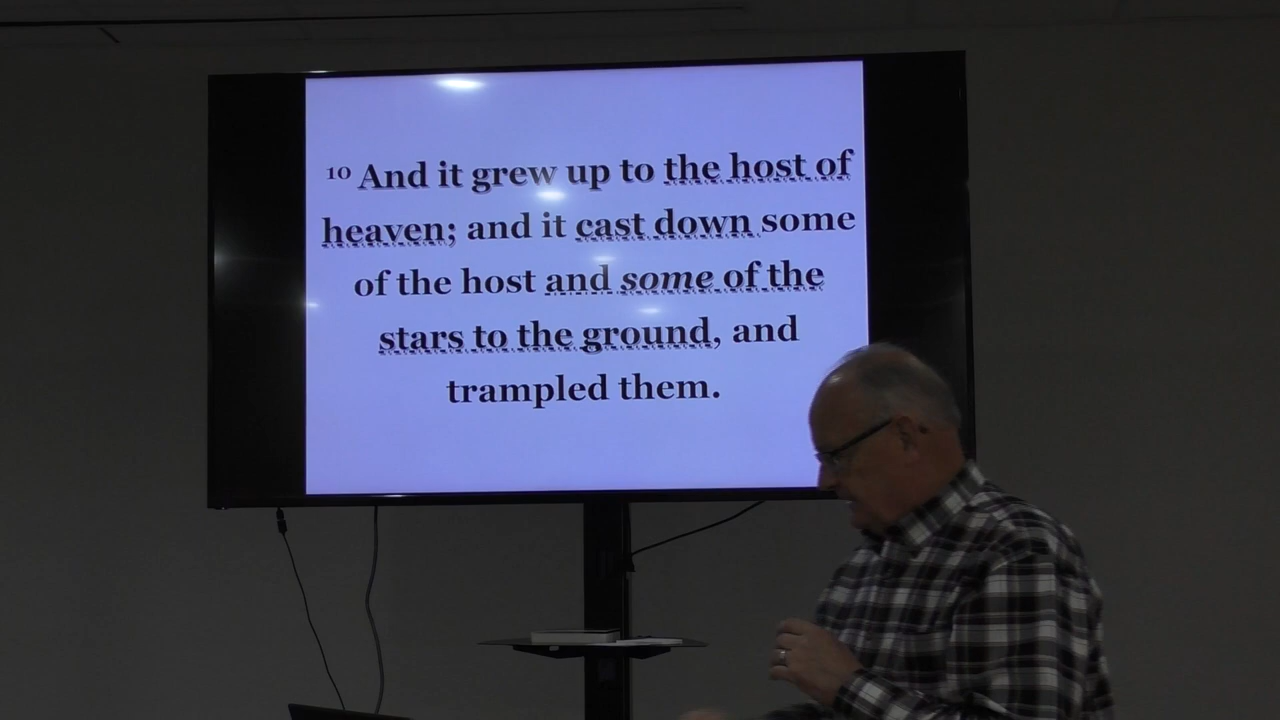 10 And it grew up to the host of
heaven; and it cast down some
of the host and some of the
stars to the ground, and
trampled them.